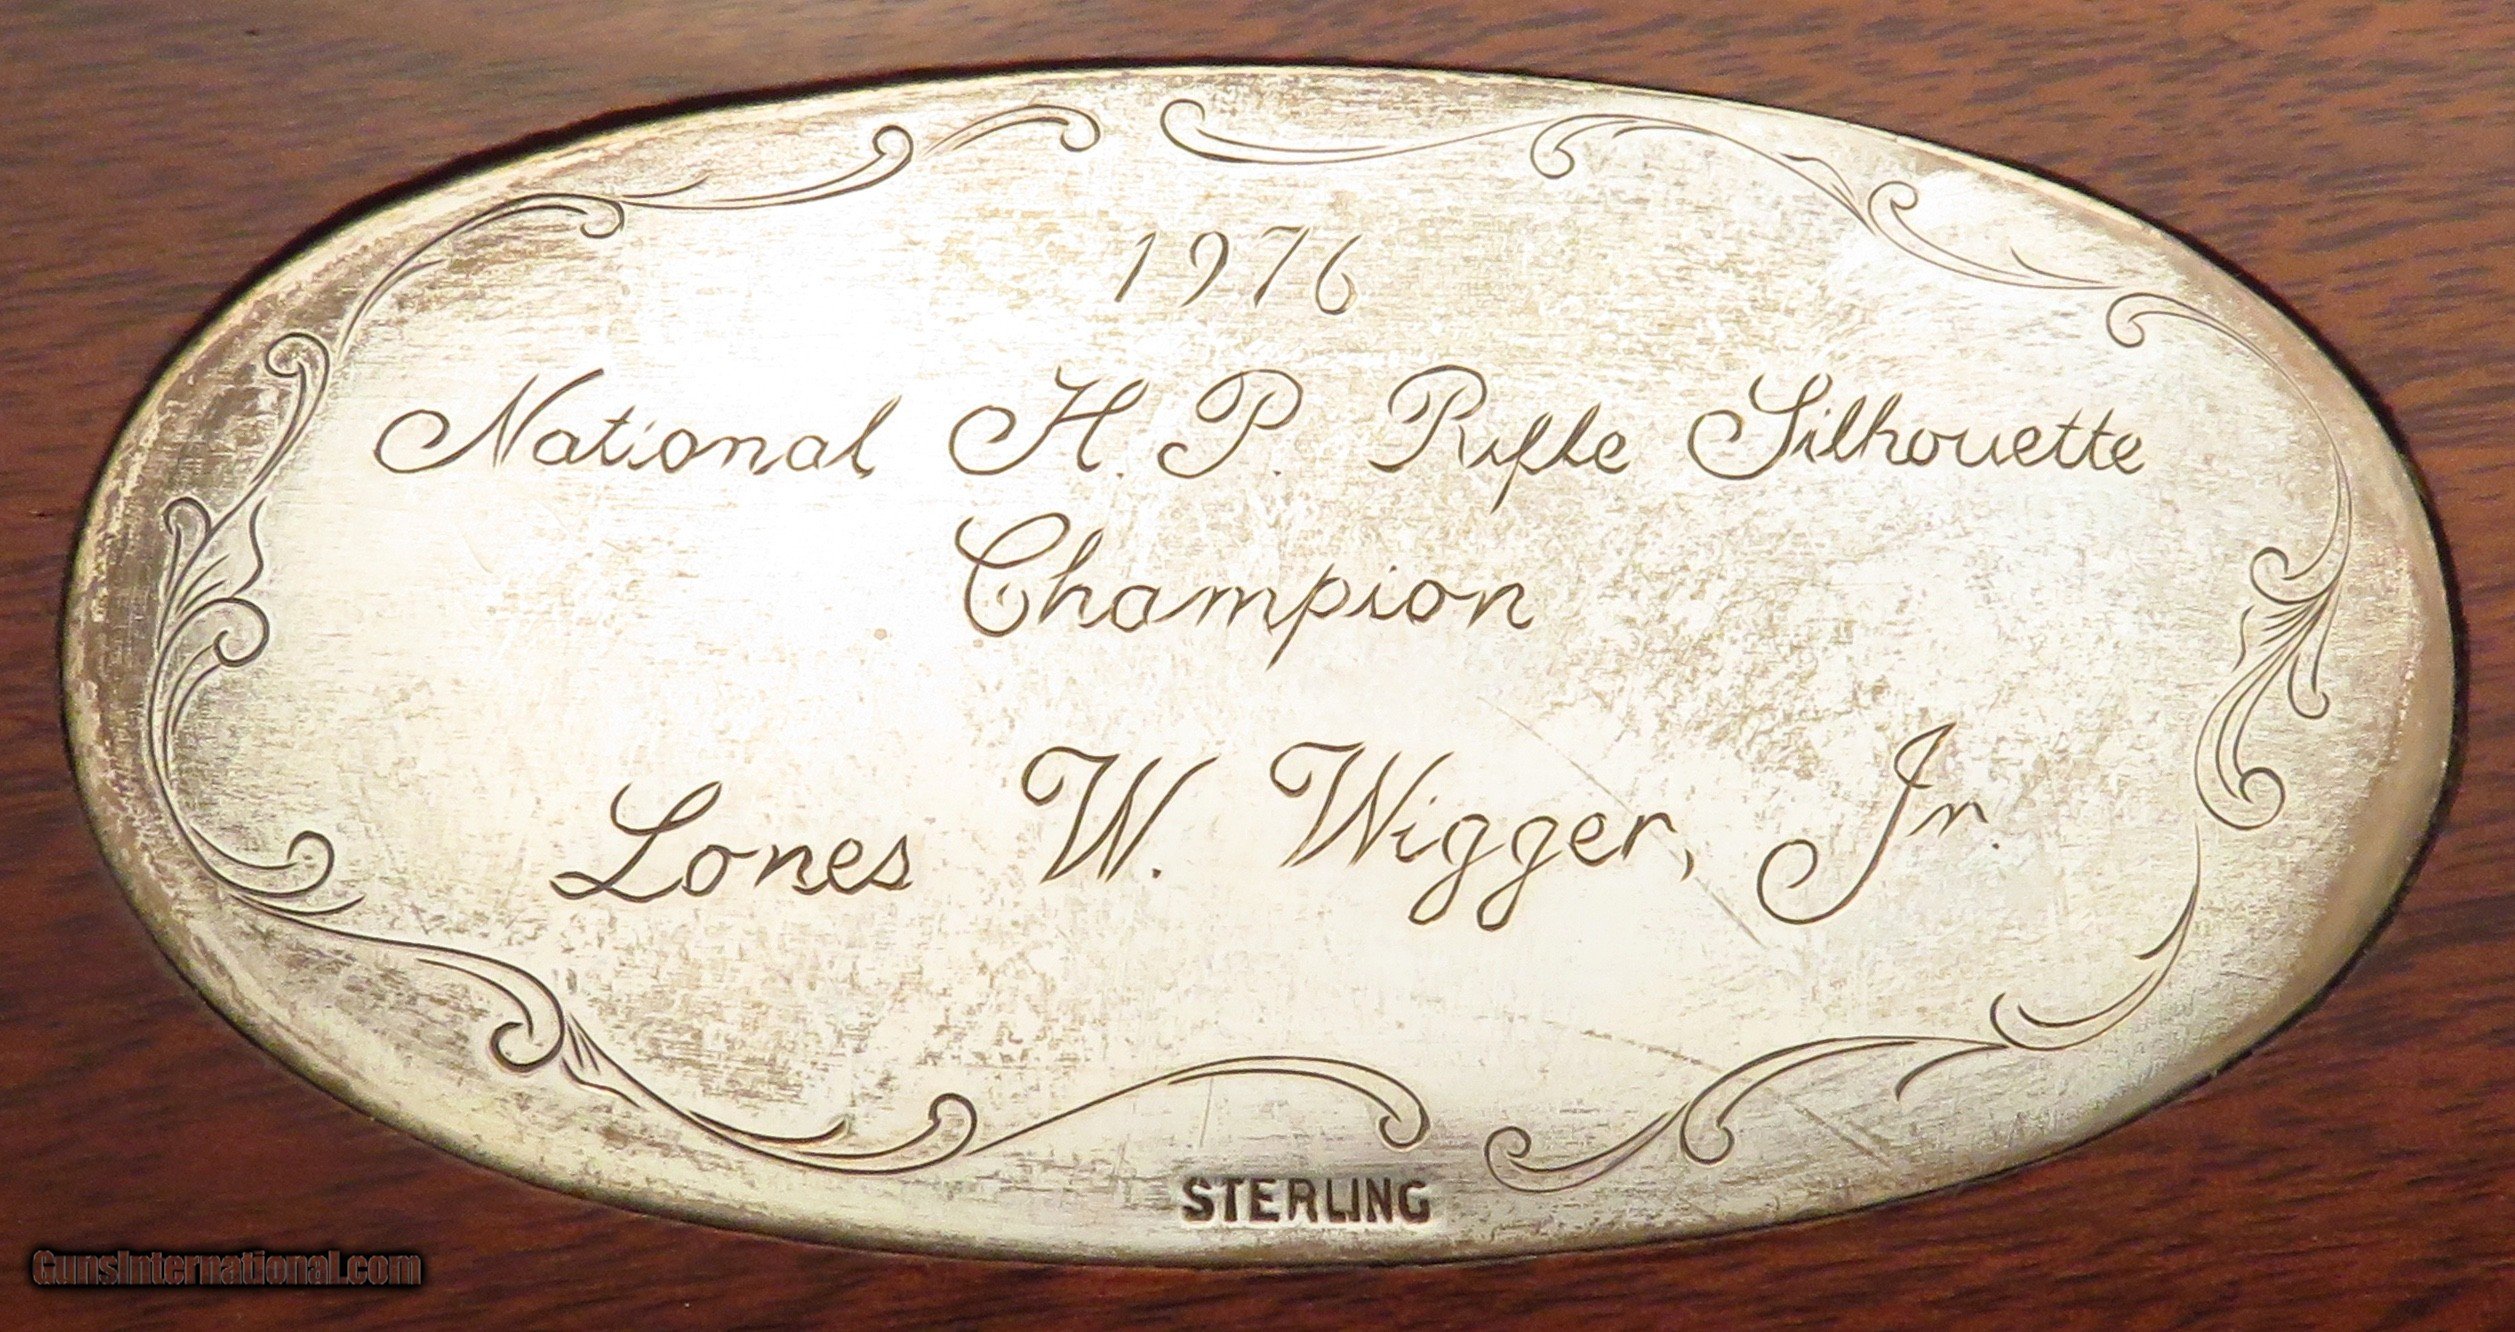 1976
National H. P. Rifle Silhouette
Champion
Lones W. Wigger, Jr.
STERLING
GunsInternational.com